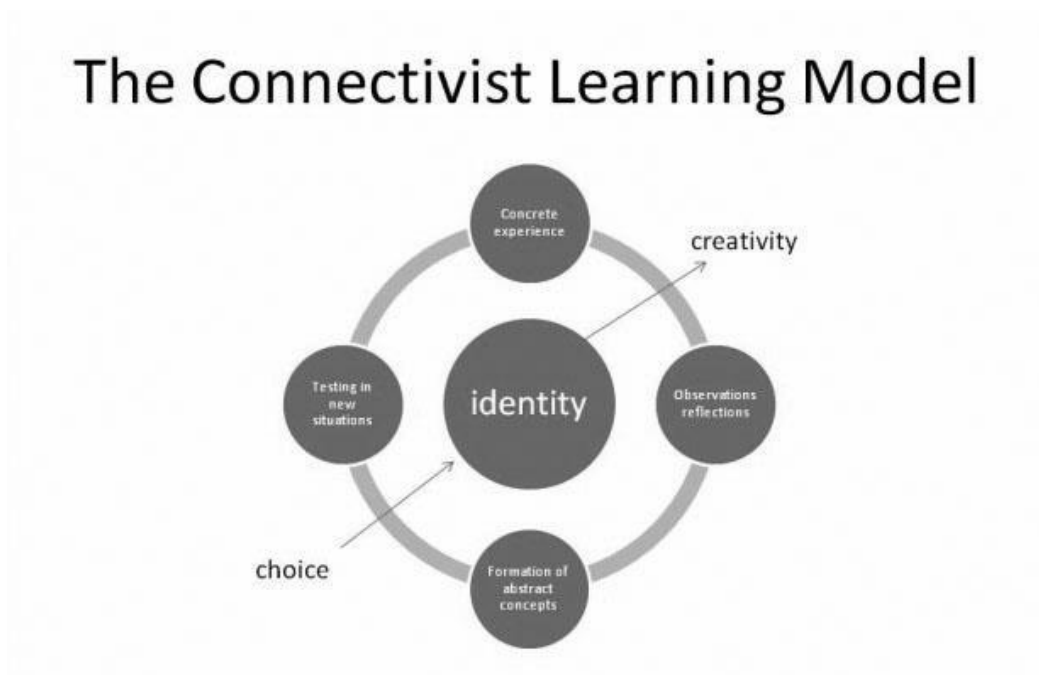 The Connectivist Learning Model
Concrete
experience
creativity
Testing in
new
situations
identity
Observations
reflections
choice
Formation of
abstract
concepts